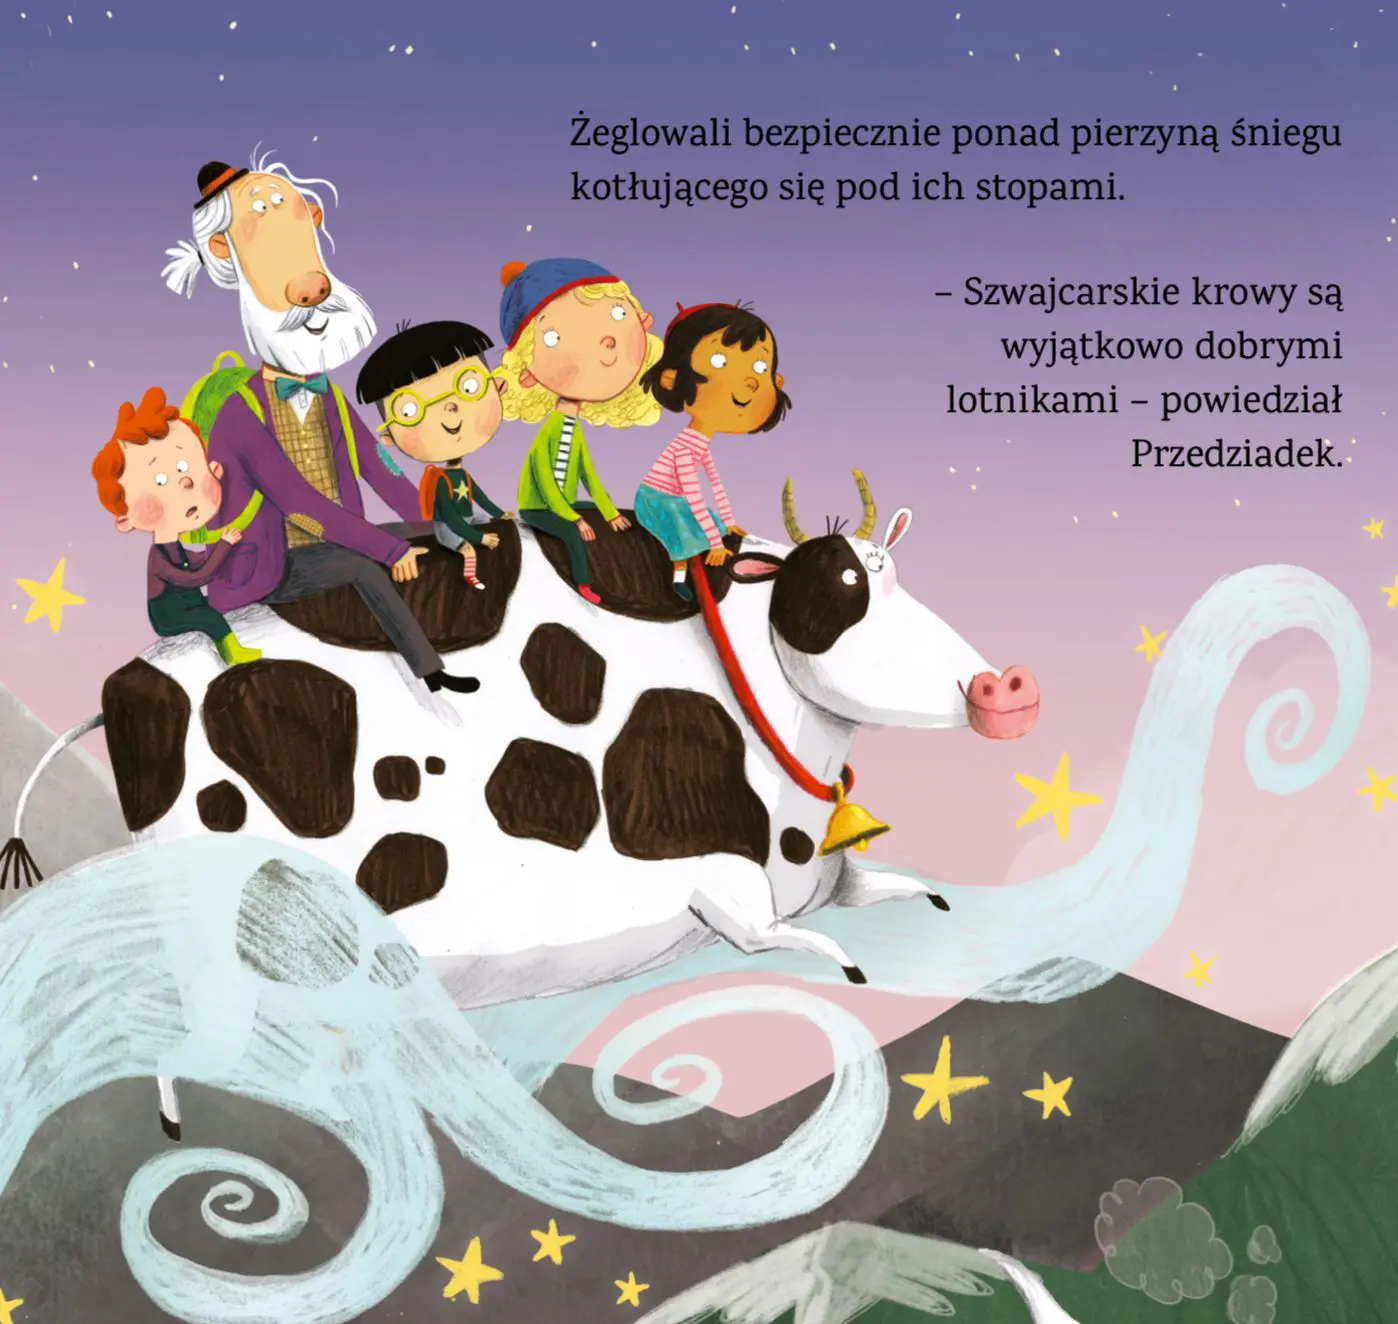 Żeglowali bezpiecznie ponad pierzyną śniegu
kotłującego się pod ich stopami.
– Szwajcarskie krowy są
wyjątkowo dobrymi
lotnikami – powiedział
Przedziadek.